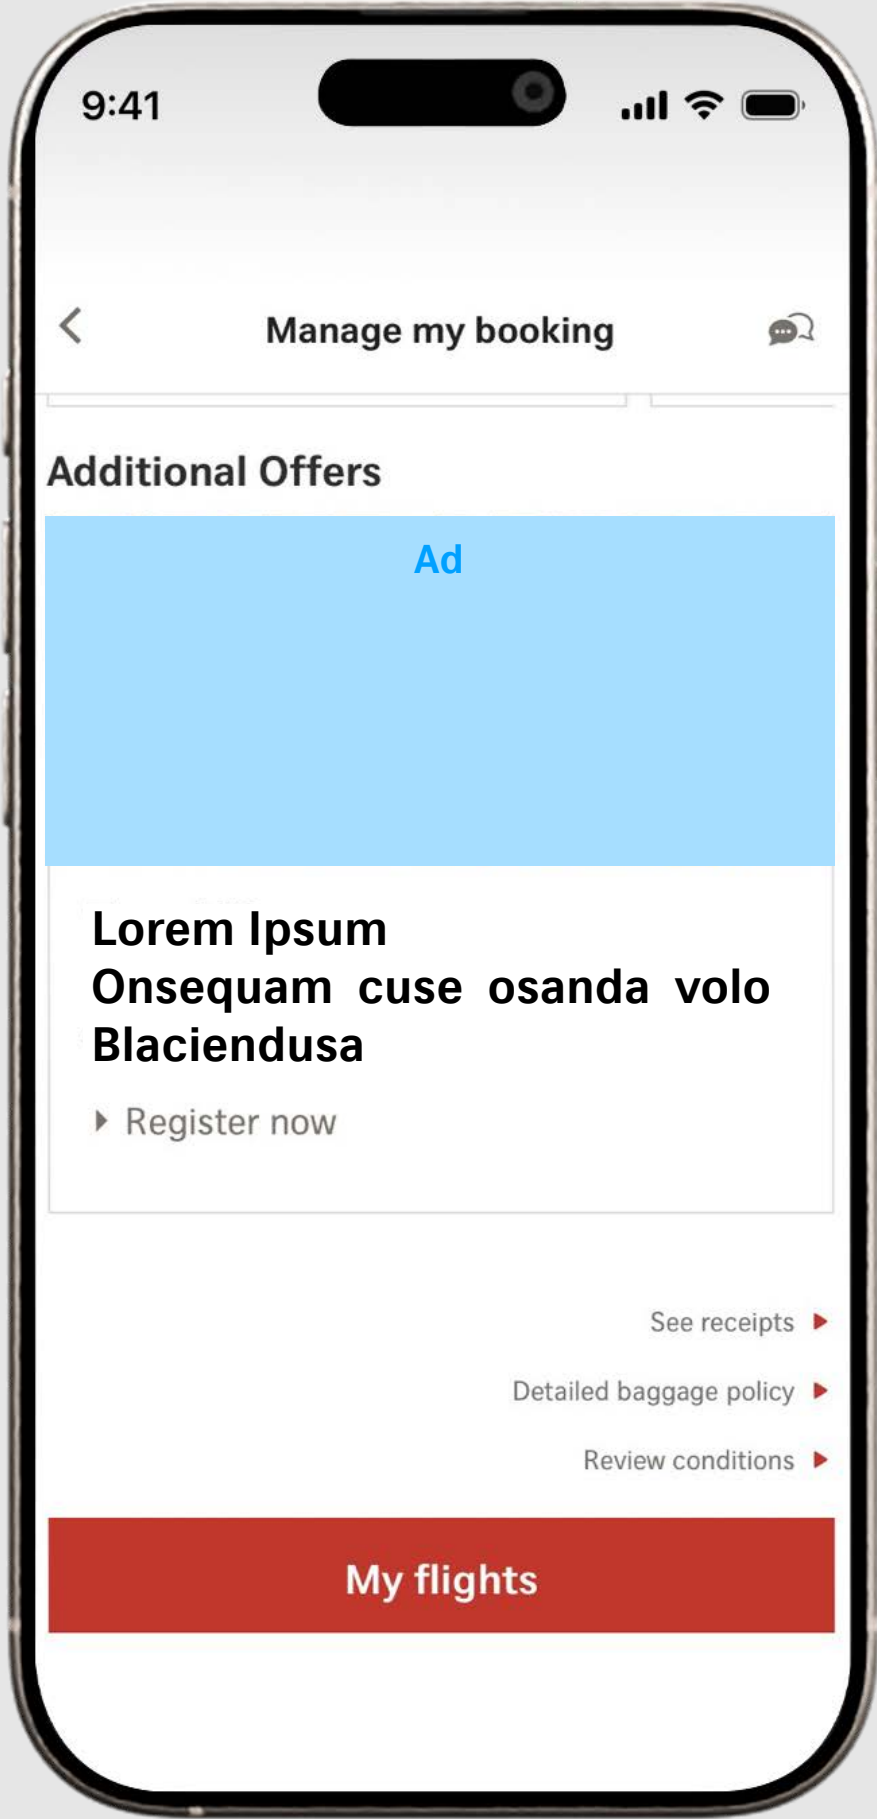 9:41
Manage my booking
Additional Offers
Ad
Lorem Ipsum
Onsequam cuse osanda volo
Blaciendusa
Register now
See receipts
Detailed baggage policy
Review conditions
My flights